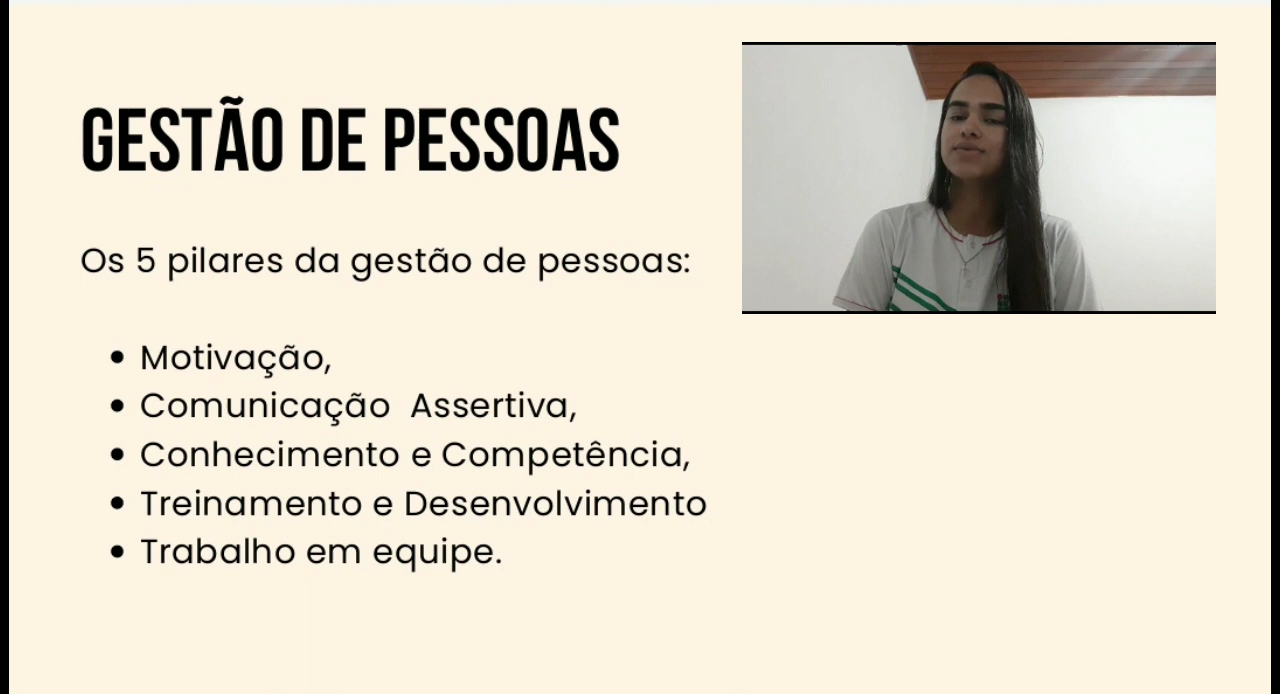 GESTÃO DE PESSOAS
Os 5 pilares da gestão de pessoas:
Motivação,
Comunicação Assertiva,
Conhecimento e Competência,
Treinamento e Desenvolvimento
Trabalho em equipe.